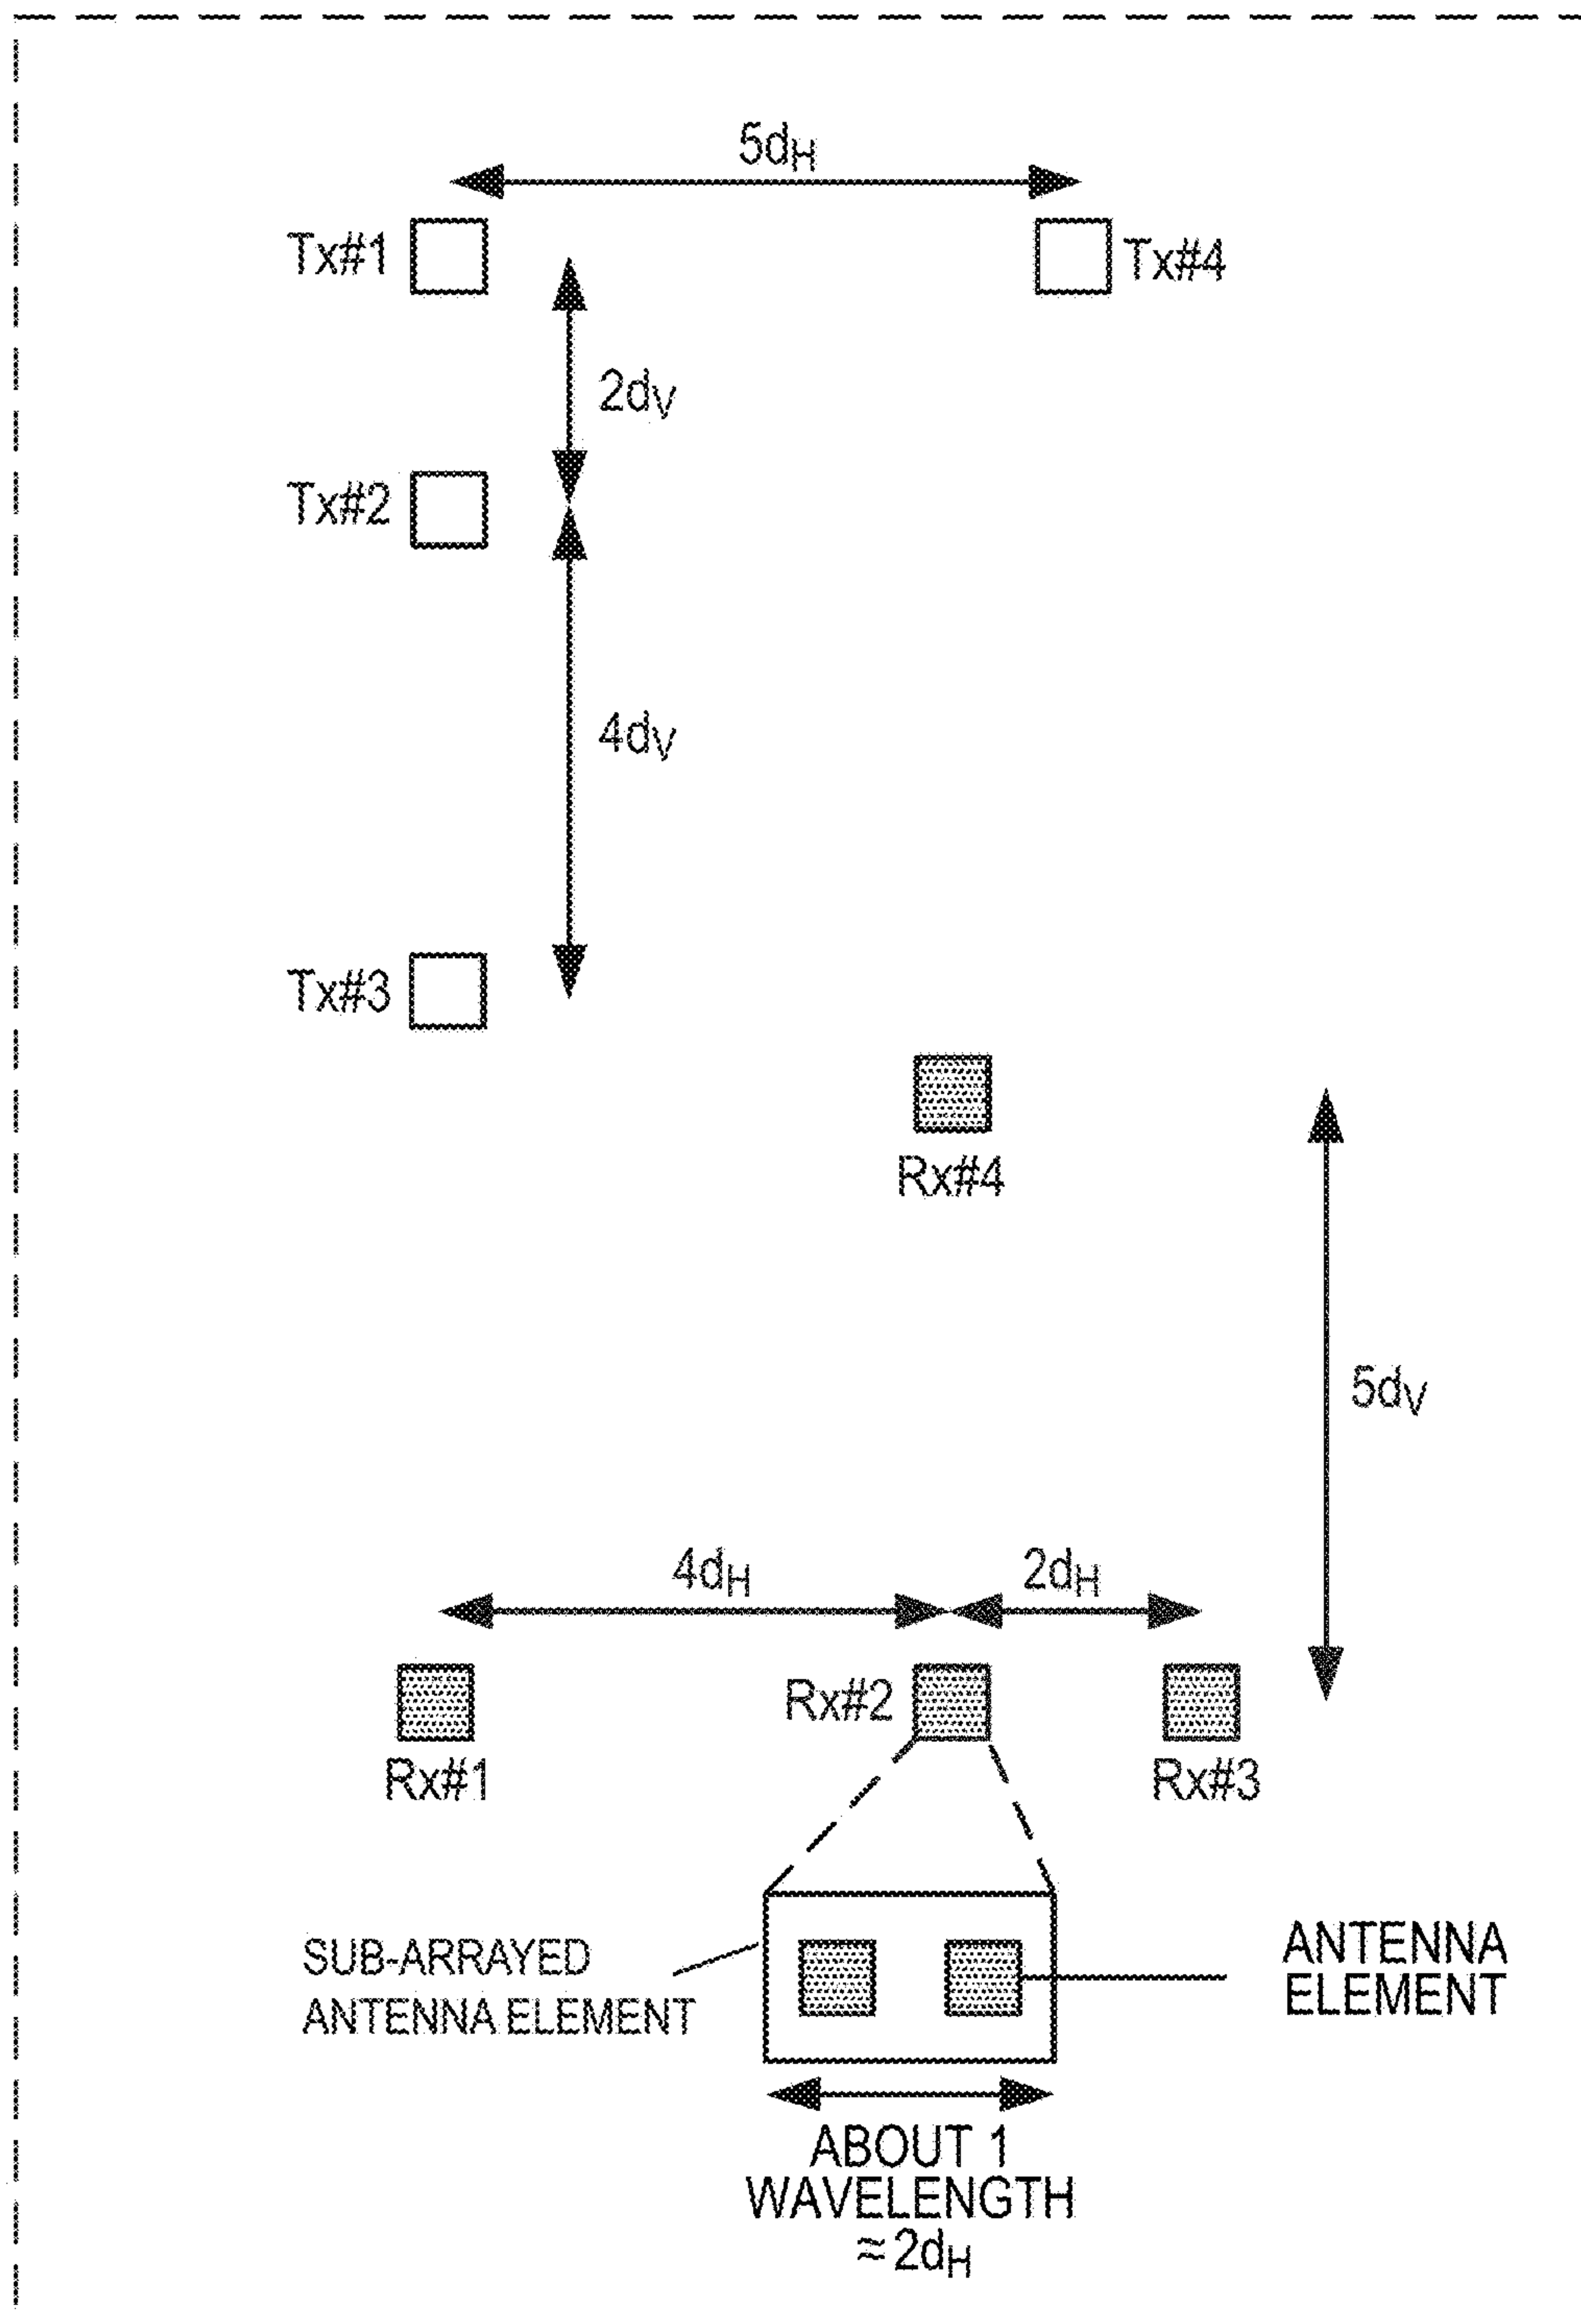 5dH
Tx#1
Tx#4
2dV
Tx#2
4dV
Tx#3
Rx#4
5dV
4dH
2dH
Rx#2
Rx#1
Rx#3
SUB-ARRAYED
ANTENNA ELEMENT
ANTENNA
ELEMENT
ABOUT 1
WAVELENGTH
≈2dH